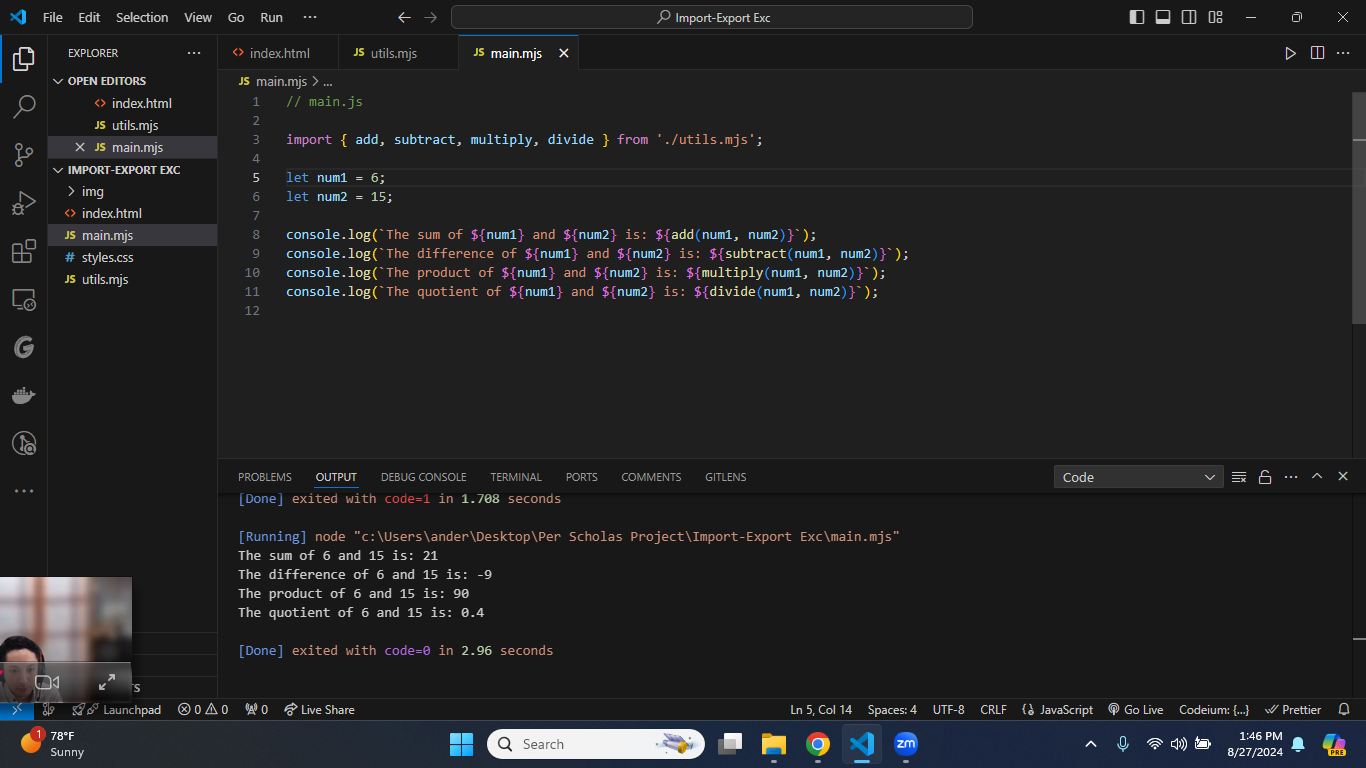 File Edit Selection View Go Run ··· Import-Export Exc
EXPLORER ···
OPEN EDITORS
<> index.html
JS utils.mjs
JS main.mjs
IMPORT-EXPORT EXC
img
<> index.html
JS main.mjs
# styles.css
JS utils.mjs
<> index.html JS utils.mjs JS main.mjs
JS main.mjs > ...
1 // main.js
2
3 import { add, subtract, multiply, divide } from './utils.mjs';
4
5 let num1 = 6;
6 let num2 = 15;
7
8 console.log(`The sum of ${num1} and ${num2} is: ${add(num1, num2)}`);
9 console.log(`The difference of ${num1} and ${num2} is: ${subtract(num1, num2)}`);
10 console.log(`The product of ${num1} and ${num2} is: ${multiply(num1, num2)}`);
11 console.log(`The quotient of ${num1} and ${num2} is: ${divide(num1, num2)}`);
12
PROBLEMS OUTPUT DEBUG CONSOLE TERMINAL PORTS COMMENTS GITLENS Code
[Done] exited with code=1 in 1.708 seconds
[Running] node "c:\Users\ander\Desktop\Per Scholas Project\Import-Export Exc\main.mjs"
The sum of 6 and 15 is: 21
The difference of 6 and 15 is: -9
The product of 6 and 15 is: 90
The quotient of 6 and 15 is: 0.4
[Done] exited with code=0 in 2.96 seconds
Launchpad 0 0 0 Live Share Ln 5, Col 14 Spaces: 4 UTF-8 CRLF JavaScript Go Live Codeium: {...} Prettier
1 78°F
Sunny
Search
zm
PRE
1:46 PM
8/27/2024